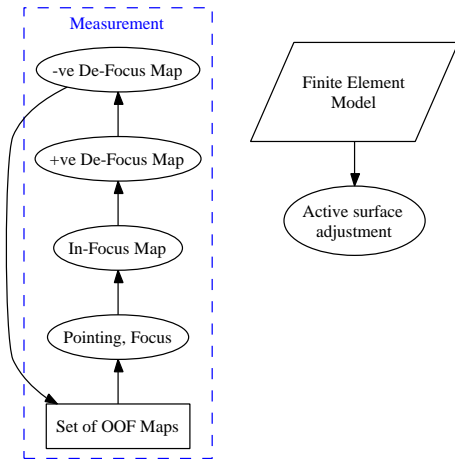 Measurement
-ve De-Focus Map
+ve De-Focus Map
In-Focus Map
Pointing, Focus
Set of OOF Maps
Finite Element
Model
Active surface
adjustment